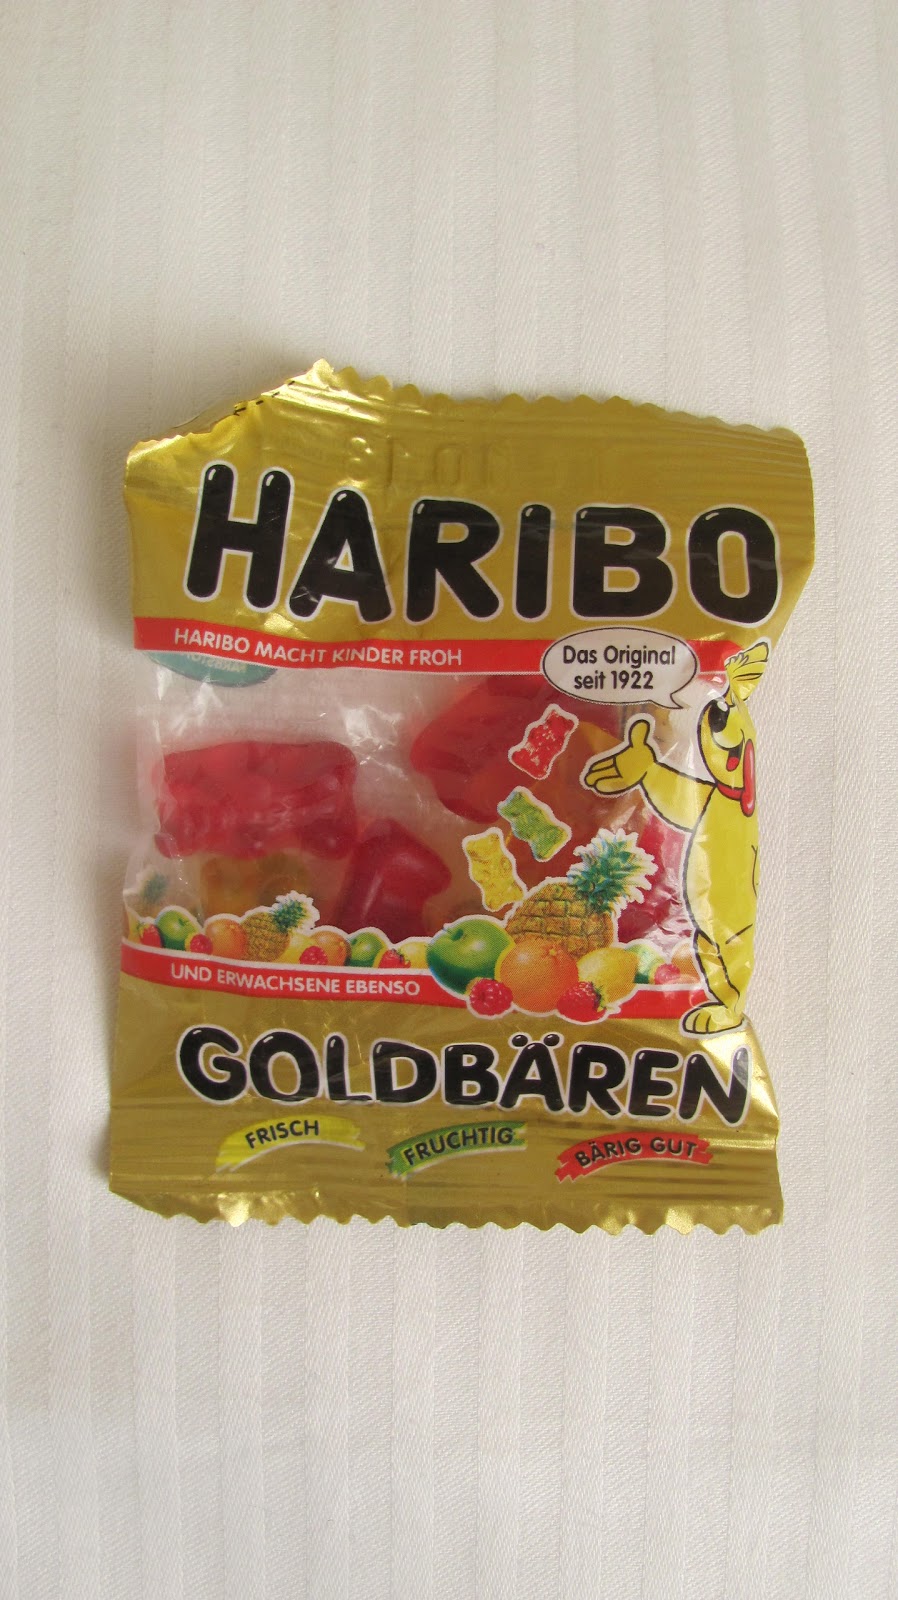 HARIBO
HARIBO MACHT KINDER FROH
Das Original
seit 1922
UND ERWACHSENE EBENSO
GOLDBÄREN
FRISCH
FRUCHTIG
BÄRIG GUT